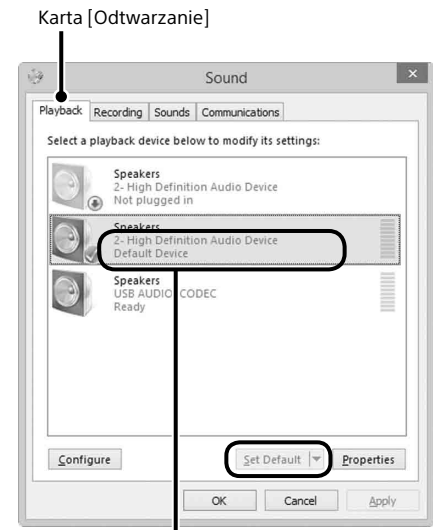 Karta [Odtwarzanie]
Sound
Playback Recording Sounds Communications
Select a playback device below to modify its settings:
Speakers
2- High Definition Audio Device
Not plugged in
Speakers
2- High Definition Audio Device
Default Device
Speakers
USB AUDIO CODEC
Ready
Configure Set Default Properties
OK Cancel Apply